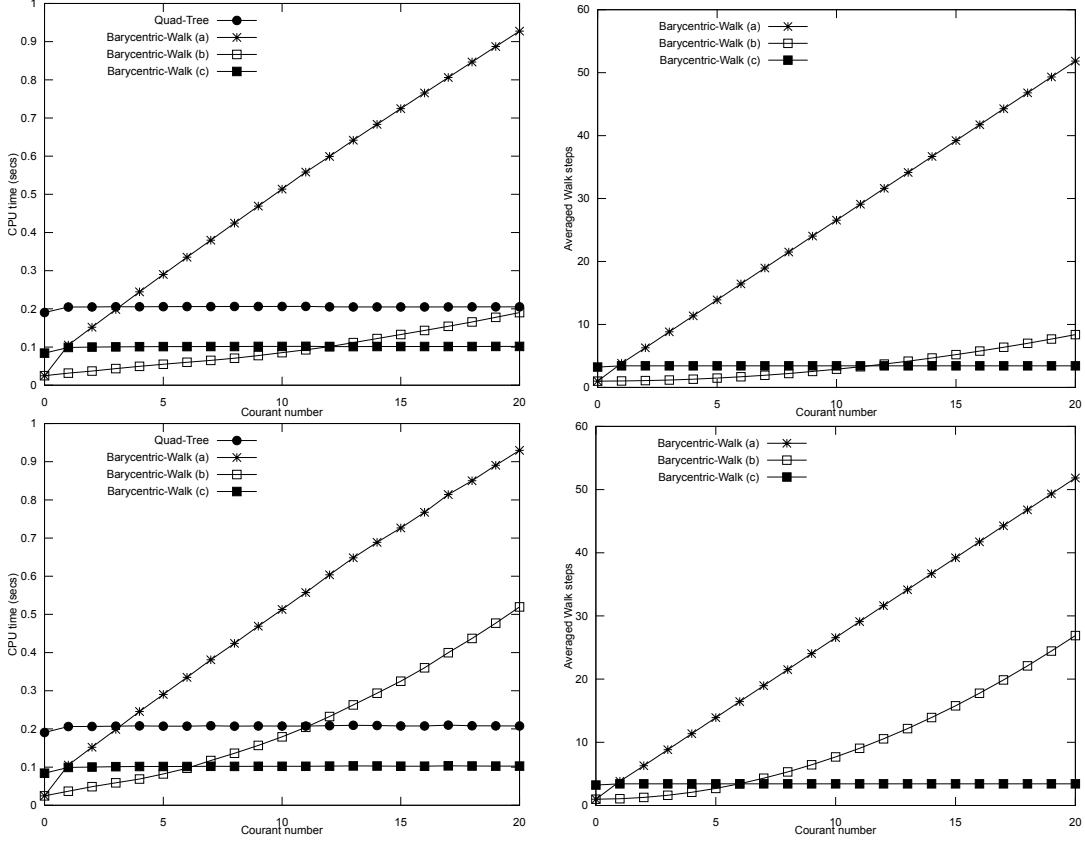 Quad-Tree
Barycentric-Walk (a)
Barycentric-Walk (b)
Barycentric-Walk (c)
CPU time (secs)
1
0.9
0.8
0.7
0.6
0.5
0.4
0.3
0.2
0.1
0
0 5 10 15 20
Courant number
Barycentric-Walk (a)
Barycentric-Walk (b)
Barycentric-Walk (c)
Averaged Walk steps
60
50
40
30
20
10
0
0 5 10 15 20
Courant number
Quad-Tree
Barycentric-Walk (a)
Barycentric-Walk (b)
Barycentric-Walk (c)
CPU time (secs)
1
0.9
0.8
0.7
0.6
0.5
0.4
0.3
0.2
0.1
0
0 5 10 15 20
Courant number
Barycentric-Walk (a)
Barycentric-Walk (b)
Barycentric-Walk (c)
Averaged Walk steps
60
50
40
30
20
10
0
0 5 10 15 20
Courant number